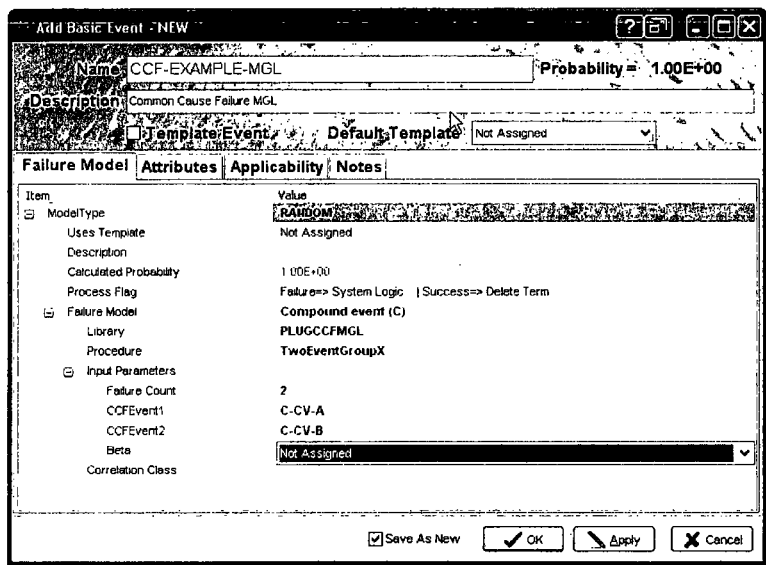 Add Basic Event - NEW
Name CCF-EXAMPLE-MGL Probability = 1.00E+00
Description Common Cause Failure MGL
Template Event Default Template Not Assigned
Failure Model Attributes Applicability Notes
Item Value
ModelType RANDOM
Uses Template Not Assigned
Description
Calculated Probability 1.00E+00
Process Flag Failure=> System Logic | Success=> Delete Term
Failure Model Compound event (C)
Library PLUGCCFMGL
Procedure TwoEventGroupX
Input Parameters
Failure Count 2
CCFEvent1 C-CV-A
CCFEvent2 C-CV-B
Beta Not Assigned
Correlation Class
Save As New OK Apply Cancel